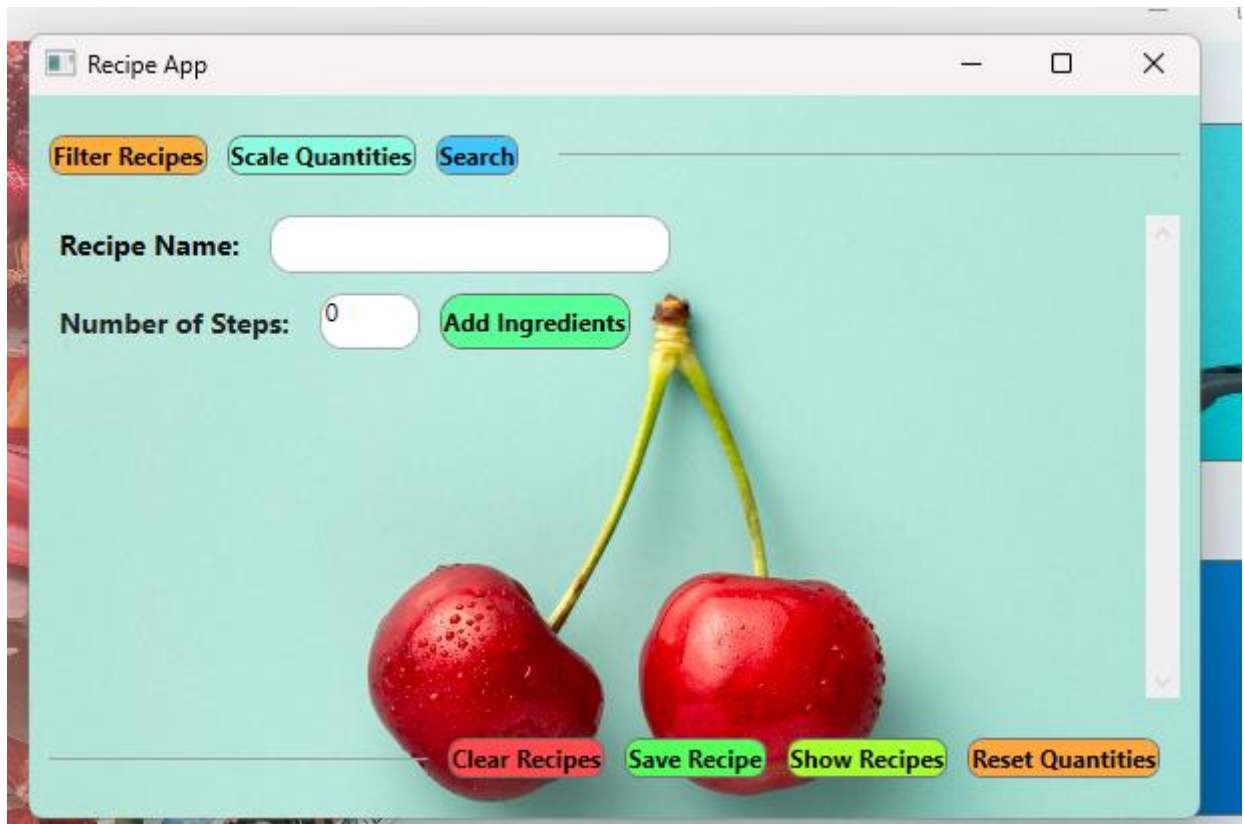 Recipe App
Filter Recipes Scale Quantities Search
Recipe Name:
Number of Steps: 0 Add Ingredients
Clear Recipes Save Recipe Show Recipes Reset Quantities